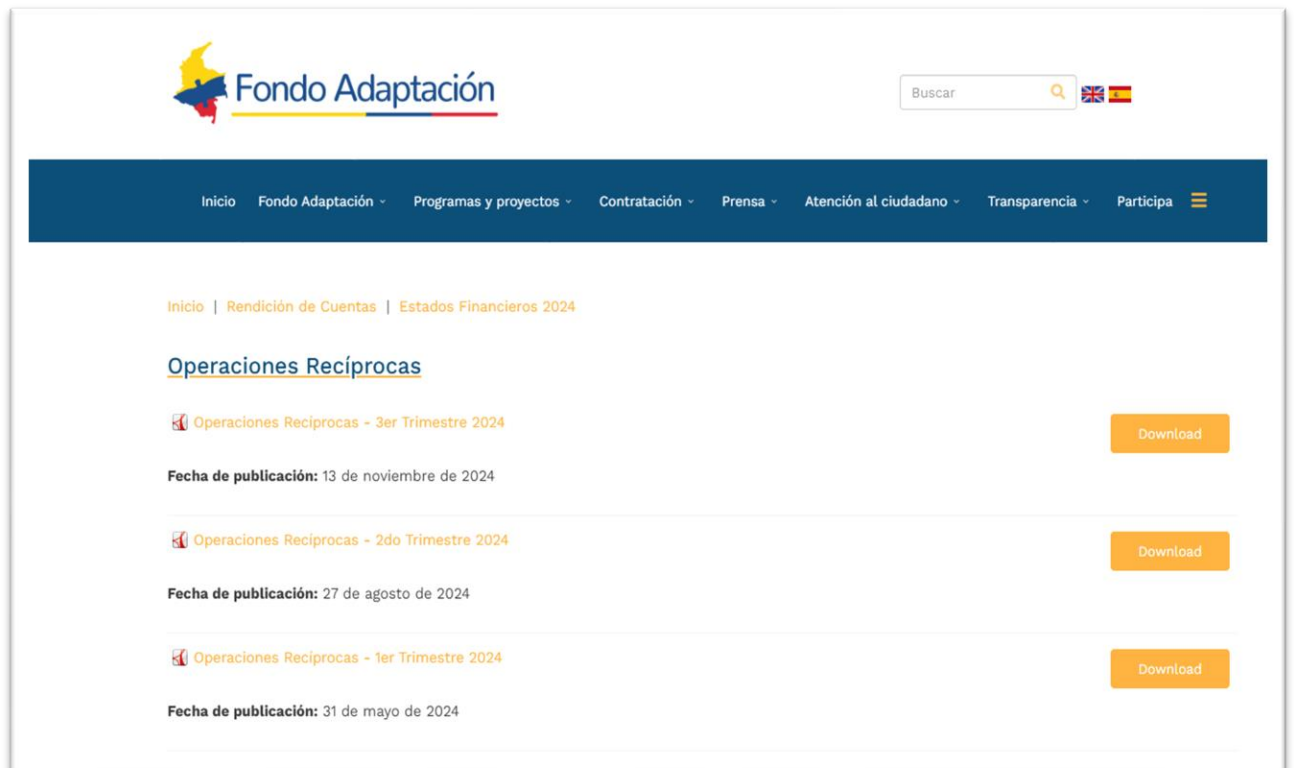 Fondo Adaptación
Buscar
Inicio Fondo Adaptación Programas y proyectos Contratación Prensa Atención al ciudadano Transparencia Participa
Inicio | Rendición de Cuentas | Estados Financieros 2024
Operaciones Recíprocas
Operaciones Recíprocas - 3er Trimestre 2024
Download
Fecha de publicación: 13 de noviembre de 2024
Operaciones Recíprocas - 2do Trimestre 2024
Download
Fecha de publicación: 27 de agosto de 2024
Operaciones Recíprocas - 1er Trimestre 2024
Download
Fecha de publicación: 31 de mayo de 2024